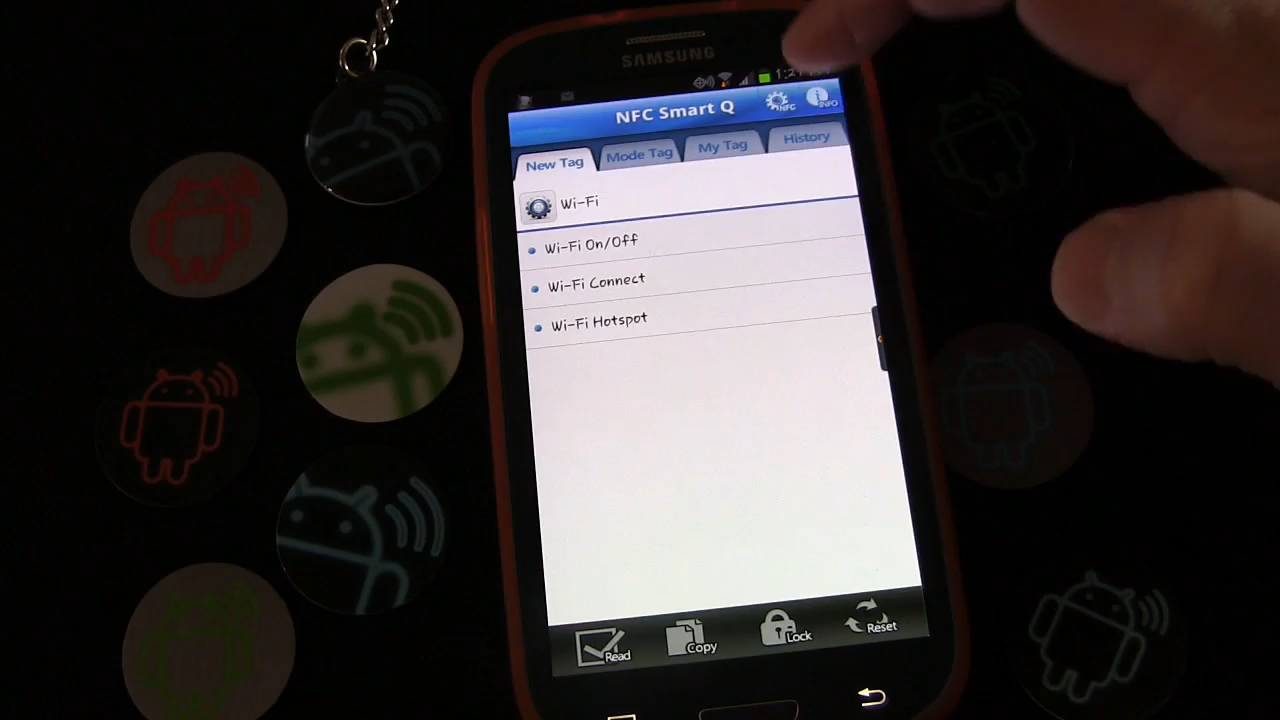 SAMSUNG
NFC Smart Q
NFC
INFO
New Tag
Mode Tag
My Tag
History
Wi-Fi
Wi-Fi On/Off
Wi-Fi Connect
Wi-Fi Hotspot
Read
Copy
Lock
Reset